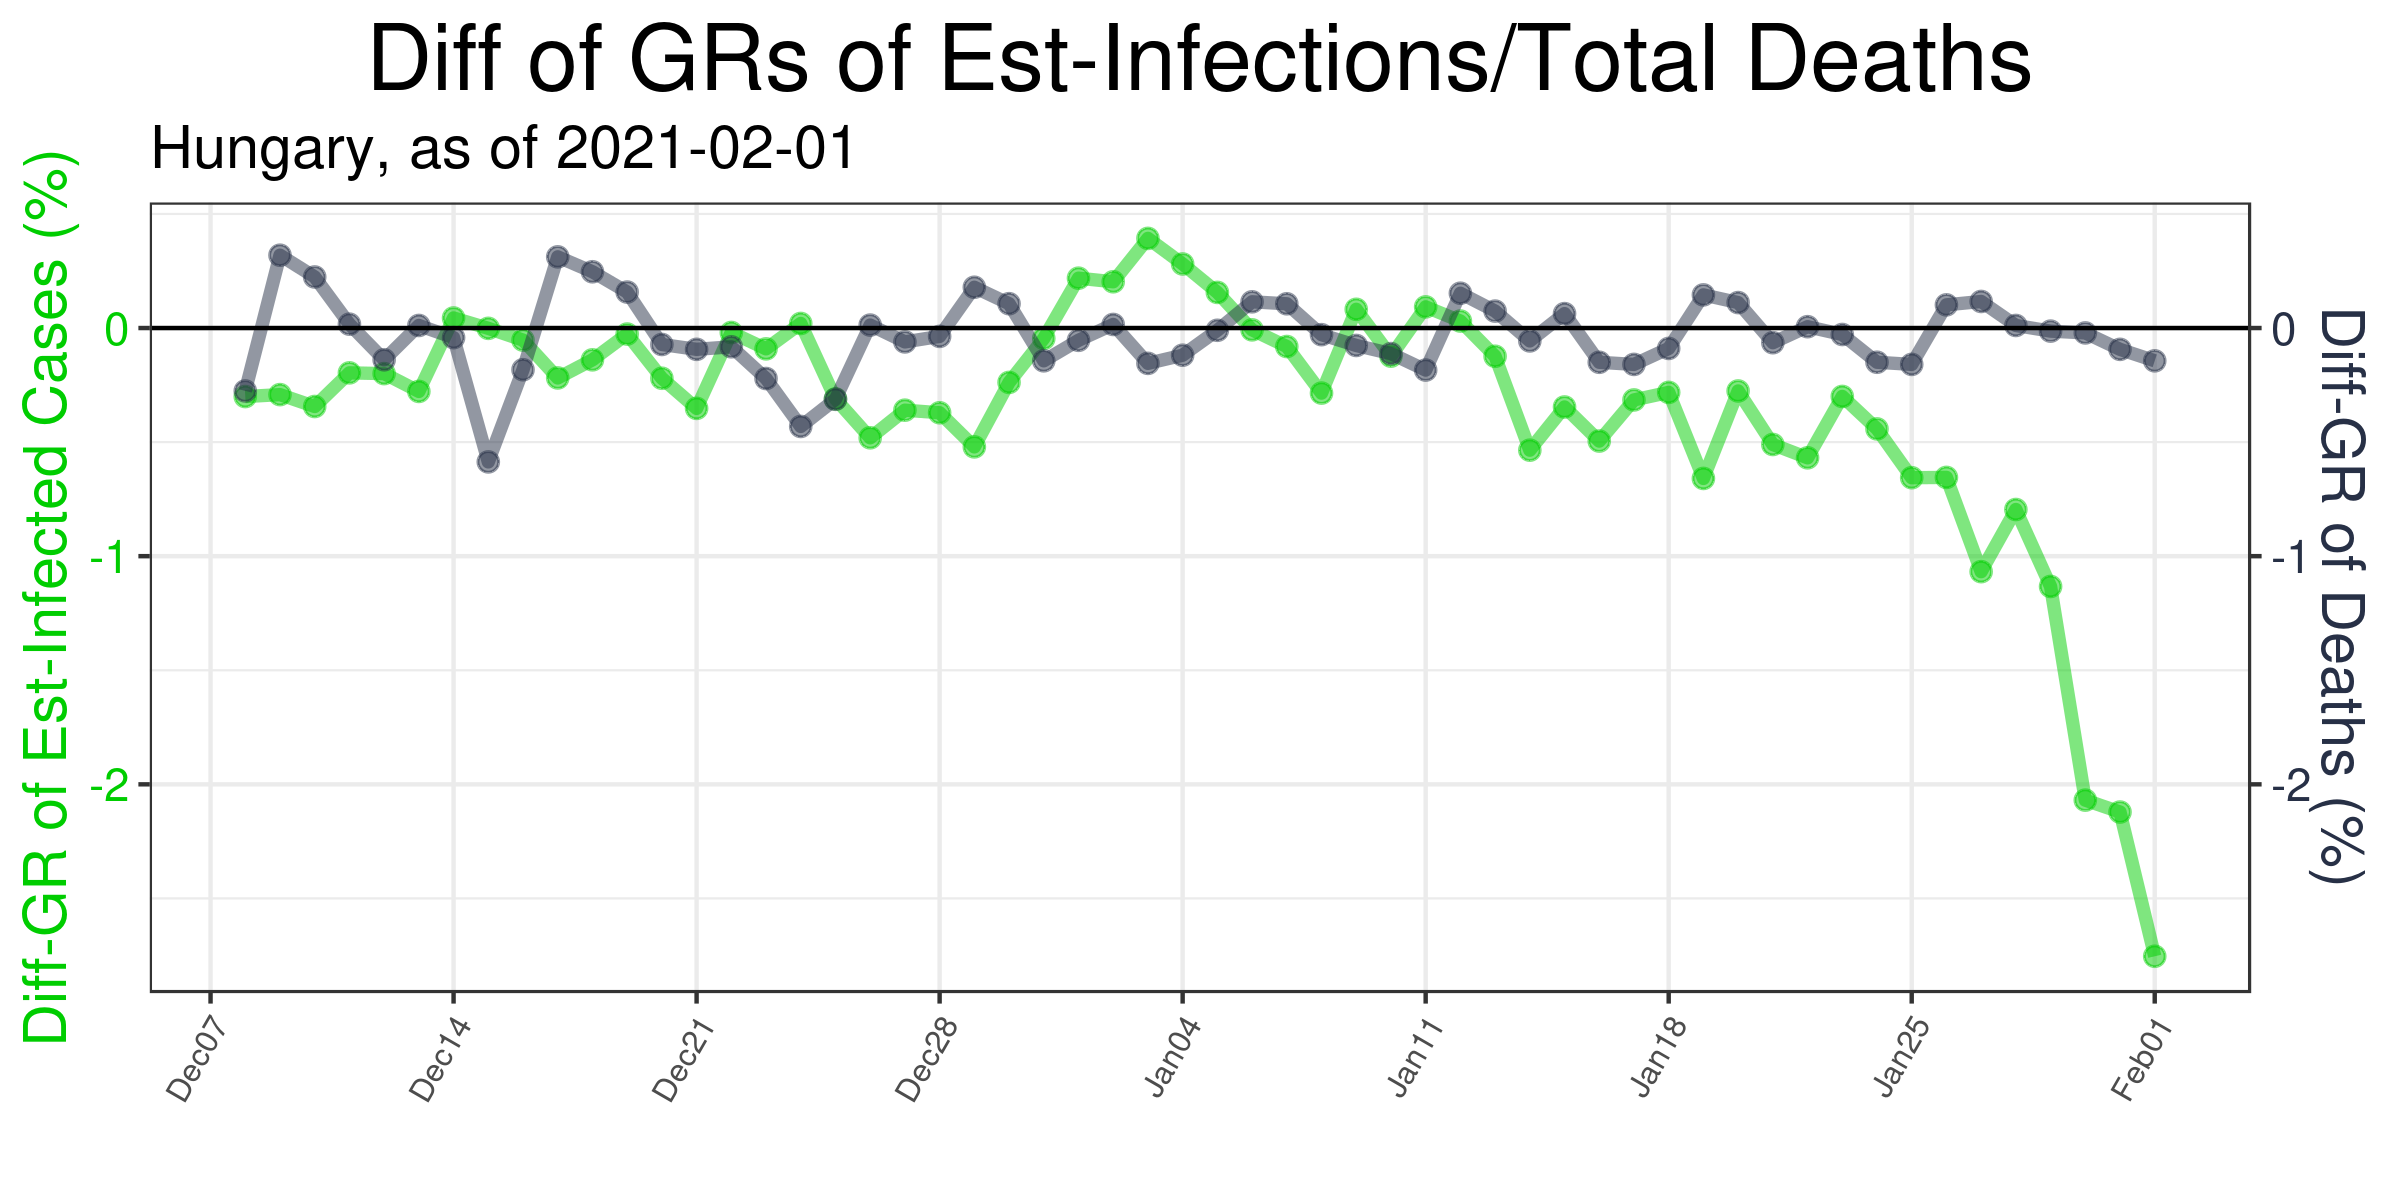 Diff of GRs of Est-Infections/Total Deaths
Hungary, as of 2021-02-01
Diff-GR of Est-Infected Cases (%)
0
-1
-2
0
-1
-2
Diff-GR of Deaths (%)
Dec07
Dec14
Dec21
Dec28
Jan04
Jan11
Jan18
Jan25
Feb01